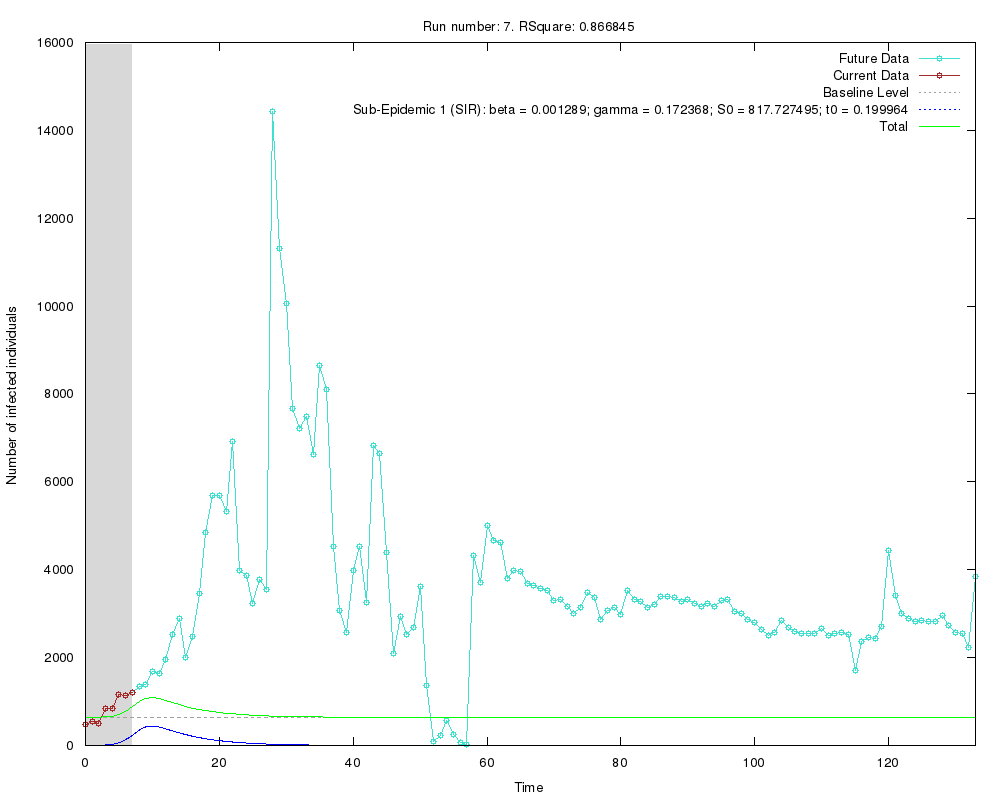 Run number: 7. RSquare: 0.866845
16000
14000
12000
10000
8000
6000
4000
2000
0
Number of infected individuals
Future Data
Current Data
Baseline Level
Sub-Epidemic 1 (SIR): beta = 0.001289; gamma = 0.172368; S0 = 817.727495; t0 = 0.199964
Total
0 20 40 60 80 100 120
Time